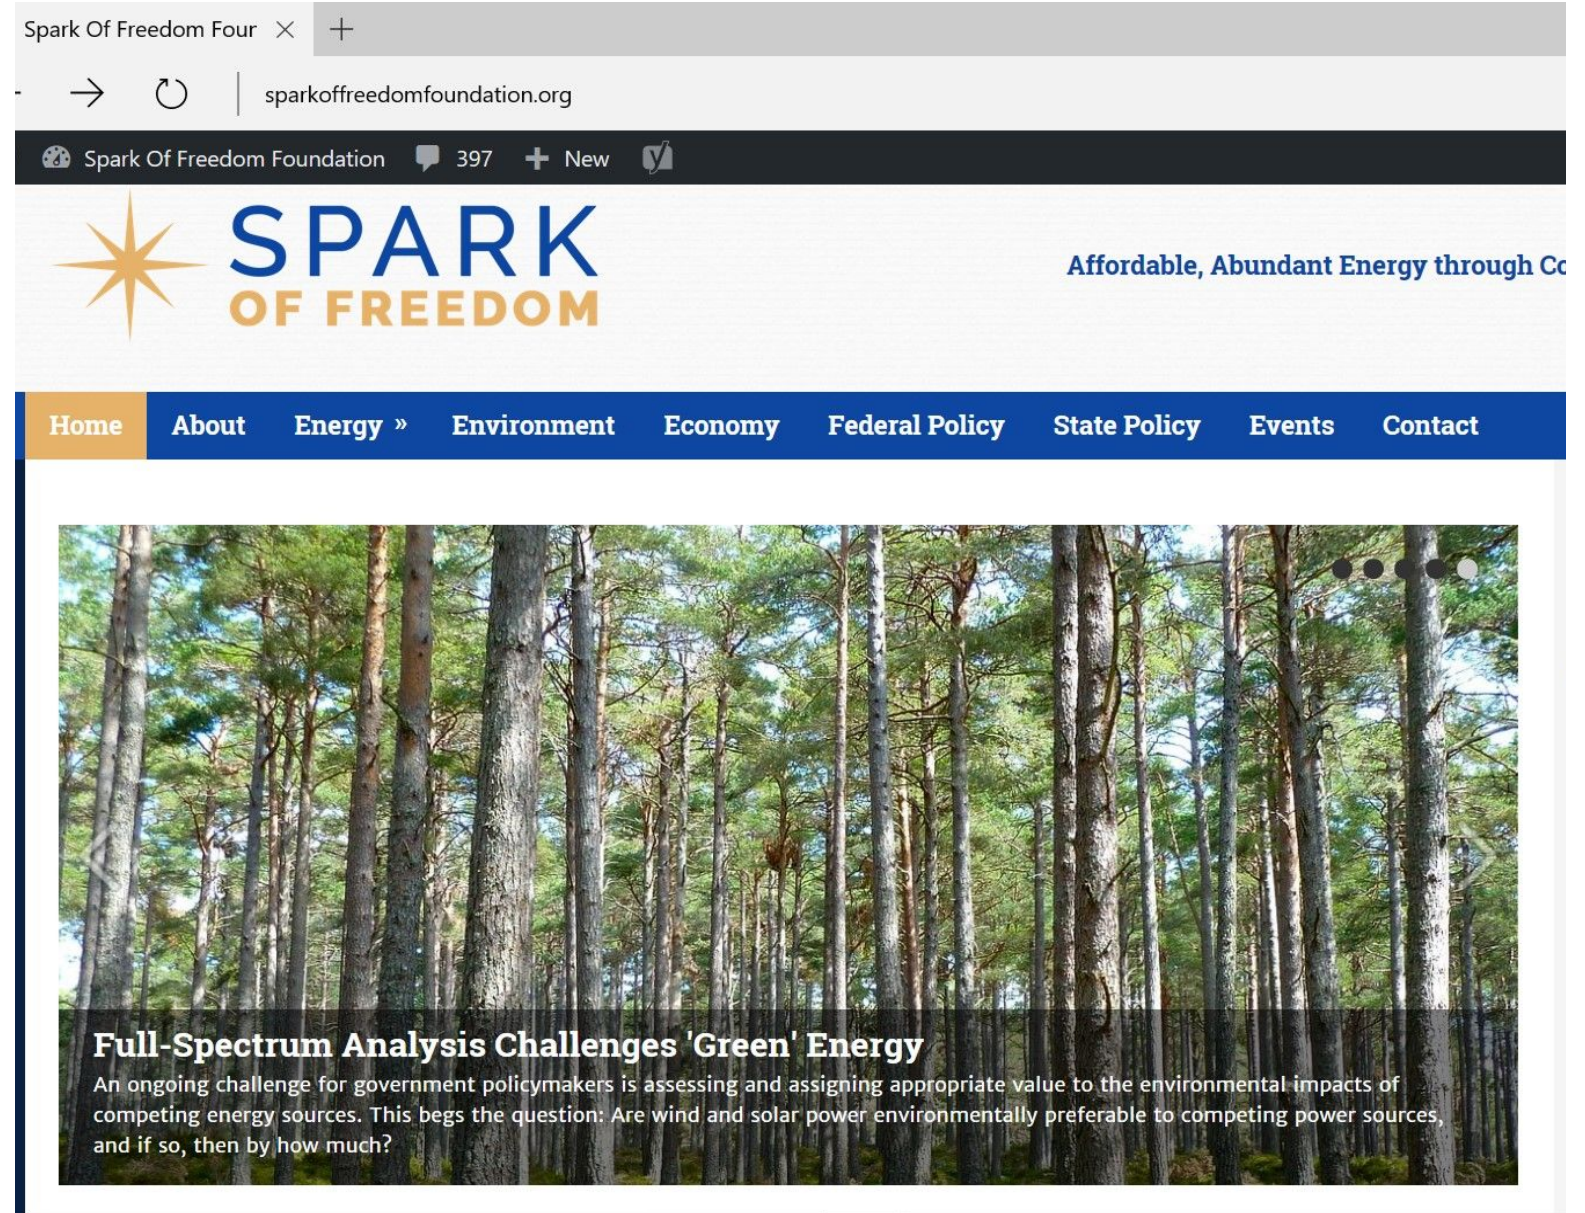 Spark Of Freedom Four
sparkoffreedomfoundation.org
Spark Of Freedom Foundation 397 New
SPARK
OF FREEDOM
Affordable, Abundant Energy through Co
Home About Energy » Environment Economy Federal Policy State Policy Events Contact
Full-Spectrum Analysis Challenges 'Green' Energy
An ongoing challenge for government policymakers is assessing and assigning appropriate value to the environmental impacts of
competing energy sources. This begs the question: Are wind and solar power environmentally preferable to competing power sources,
and if so, then by how much?